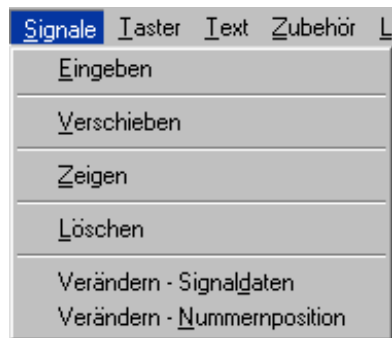 Signale Taster Text Zubehör L
Eingeben
Verschieben
Zeigen
Löschen
Verändern - Signaldaten
Verändern - Nummernposition